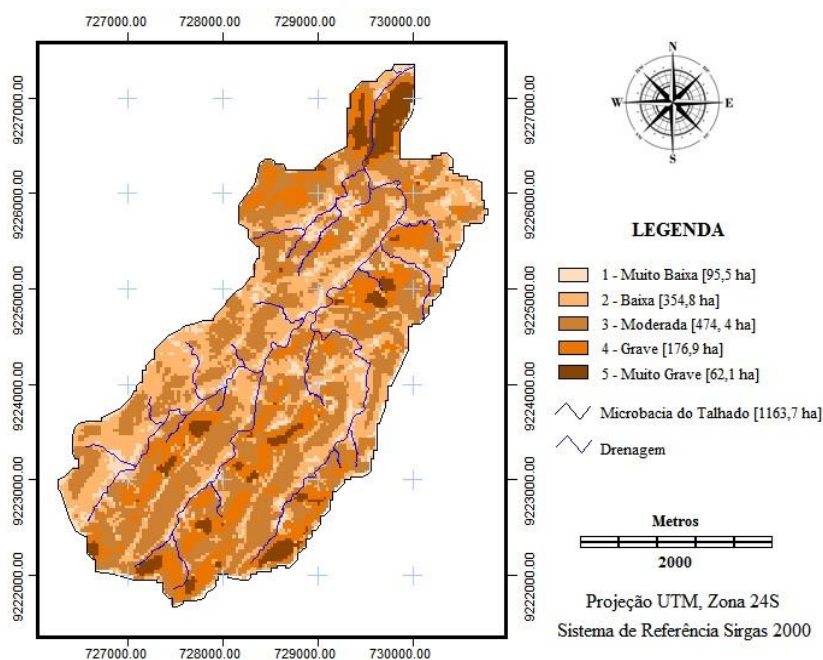 727000.00 728000.00 729000.00 730000.00
9227000.00
9226000.00
9225000.00
9224000.00
9223000.00
9222000.00
9227000.00
9226000.00
9225000.00
9224000.00
9223000.00
9222000.00
727000.00 728000.00 729000.00 730000.00
N
W
E
S
LEGENDA
1 - Muito Baixa [95,5 ha]
2 - Baixa [354,8 ha]
3 - Moderada [474, 4 ha]
4 - Grave [176,9 ha]
5 - Muito Grave [62,1 ha]
Microbacia do Talhado [1163,7 ha]
Drenagem
Metros
2000
Projeção UTM, Zona 24S
Sistema de Referência Sirgas 2000